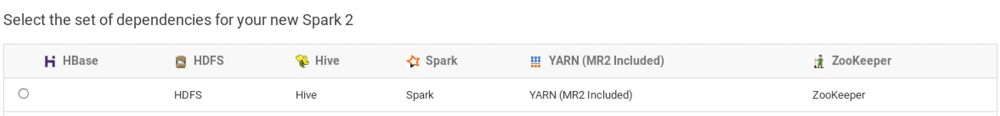 Select the set of dependencies for your new Spark 2
HBase HDFS Hive Spark YARN (MR2 Included) ZooKeeper
HDFS Hive Spark YARN (MR2 Included) ZooKeeper